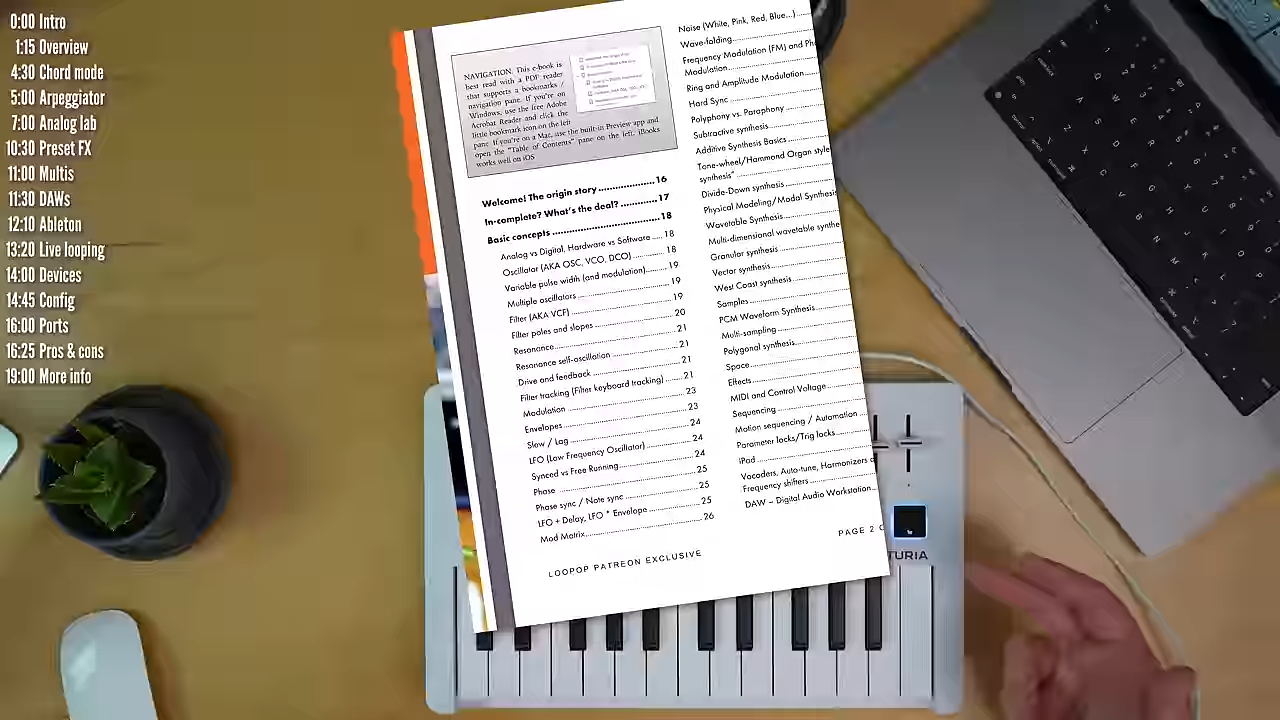 0:00 Intro
1:15 Overview
4:30 Chord mode
5:00 Arpeggiator
7:00 Analog lab
10:30 Preset FX
11:00 Multis
11:30 DAWs
12:10 Ableton
13:20 Live looping
14:00 Devices
14:45 Config
16:00 Ports
16:25 Pros & cons
19:00 More info
NAVIGATION. This e-book is
best read with a PDF reader
that supports a bookmarks /
navigation pane. If you're on
Windows, use the free Adobe
Acrobat Reader and click the
little bookmark icon on the left
pane. If you're on a Mac, use the built-in Preview app and
open the "Table of Contents" pane on the left. iBooks
works well on iOS
Welcome! The origin story .................... 16
In-complete? What's the deal? ............ 17
Basic concepts ..................................... 18
Analog vs Digital, Hardware vs Software .... 18
Oscillator (AKA OSC, VCO, DCO) ........... 18
Variable pulse width (and modulation)........ 19
Multiple oscillators ................................ 19
Filter (AKA VCF) ................................... 19
Filter poles and slopes ........................... 20
Resonance............................................ 21
Resonance self-oscillation ....................... 21
Drive and feedback ............................... 21
Filter tracking (Filter keyboard tracking) ..... 21
Modulation .......................................... 23
Envelopes ............................................ 23
Slew / Lag ........................................... 24
LFO (Low Frequency Oscillator) ............... 24
Synced vs Free Running.......................... 24
Phase .................................................. 25
Phase sync / Note sync .......................... 25
LFO + Delay, LFO * Envelope .................. 25
Mod Matrix........................................... 26
LOOPOP PATREON EXCLUSIVE
Noise (White, Pink, Red, Blue...)
Wave-folding
Frequency Modulation (FM) and
Modulation
Ring and Amplitude Modulation
Hard Sync
Polyphony vs. Paraphony
Subtractive synthesis
Additive Synthesis Basics
Tone-wheel/Hammond Organ style
synthesis"
Divide-Down synthesis
Physical Modeling/Modal Synthesis
Wavetable Synthesis
Multi-dimensional wavetable synthe
Granular synthesis
Vector synthesis
West Coast synthesis
Samples
PCM Waveform Synthesis
Multi-sampling
Polygonal synthesis
Space
Effects
MIDI and Control Voltage
Sequencing
Motion sequencing / Automation
Parameter locks/Trig locks
iPad
Vocoders, Auto-tune, Harmonizers
Frequency shifters
DAW – Digital Audio Workstation
PAGE 2
TURIA